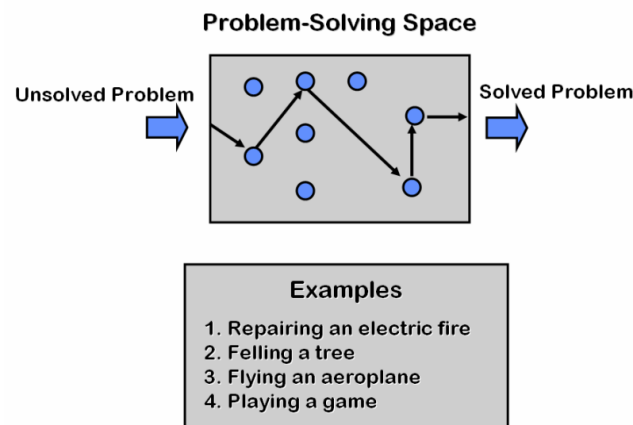 Problem-Solving Space
Unsolved Problem
Solved Problem
Examples
1. Repairing an electric fire
2. Felling a tree
3. Flying an aeroplane
4. Playing a game